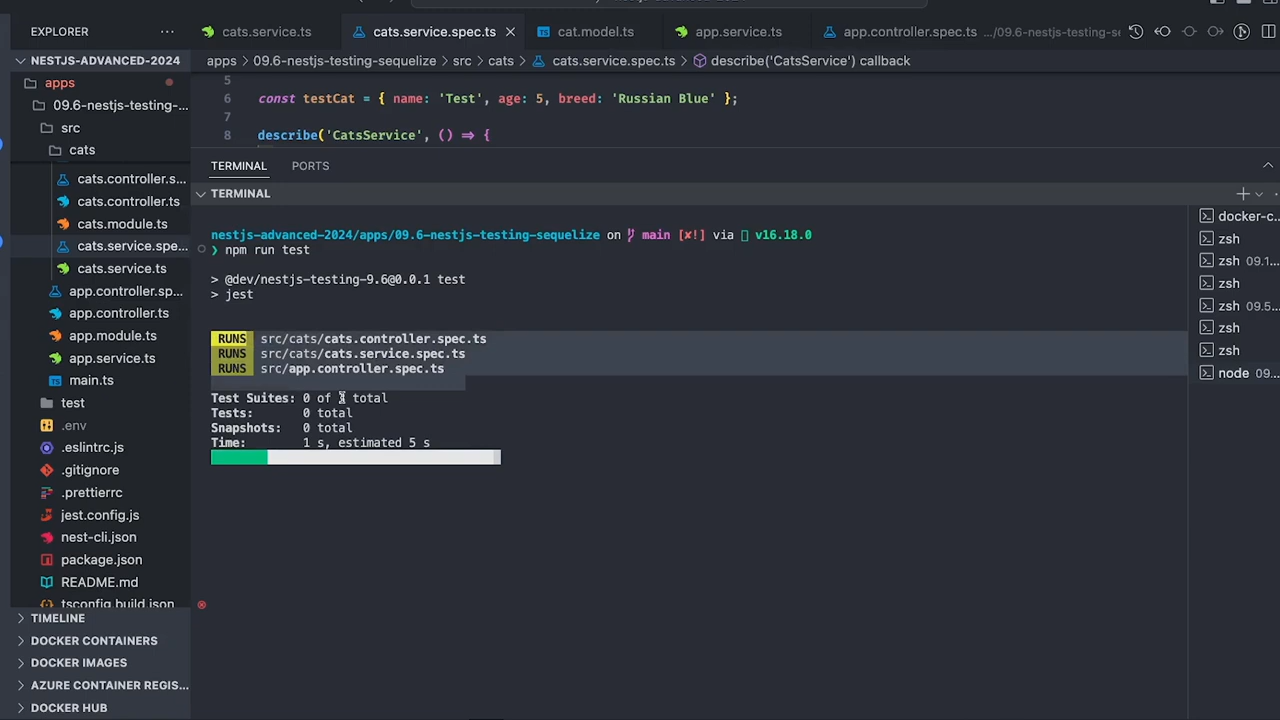 EXPLORER
cats.service.ts
cats.service.spec.ts
cat.model.ts
app.service.ts
app.controller.spec.ts .../09.6-nestjs-testing-se
NESTJS-ADVANCED-2024
apps > 09.6-nestjs-testing-sequelize > src > cats > cats.service.spec.ts > describe('CatsService') callback
apps
09.6-nestjs-testing-...
src
cats
cats.controller.s...
cats.controller.ts
cats.module.ts
cats.service.spe...
cats.service.ts
app.controller.sp...
app.controller.ts
app.module.ts
app.service.ts
main.ts
test
.env
.eslintrc.js
.gitignore
.prettierrc
jest.config.js
nest-cli.json
package.json
README.md
tsconfig.build.json
TIMELINE
DOCKER CONTAINERS
DOCKER IMAGES
AZURE CONTAINER REGIS...
DOCKER HUB
5
6 const testCat = { name: 'Test', age: 5, breed: 'Russian Blue' };
7
8 describe('CatsService', () => {
TERMINAL
PORTS
TERMINAL
nestjs-advanced-2024/apps/09.6-nestjs-testing-sequelize on main [✘!] via v16.18.0
❯ npm run test
> @dev/nestjs-testing-9.6@0.0.1 test
> jest
RUNS src/cats/cats.controller.spec.ts
RUNS src/cats/cats.service.spec.ts
RUNS src/app.controller.spec.ts
Test Suites: 0 of total
Tests: 0 total
Snapshots: 0 total
Time: 1 s, estimated 5 s
docker-c...
zsh
zsh 09.1...
zsh
zsh 09.5...
zsh
zsh
node 09...